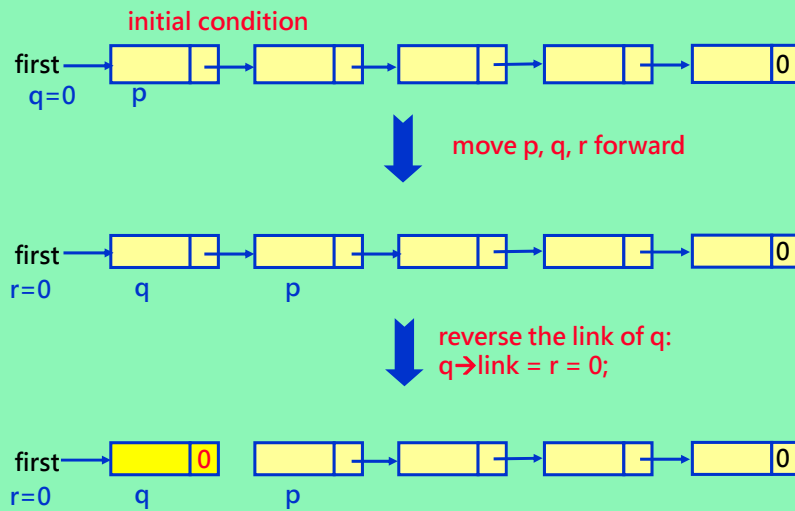 initial condition
first
0
q=0
p
move p, q, r forward
first
0
r=0
q
p
reverse the link of q:
q→link = r = 0;
first
0
0
r=0
q
p